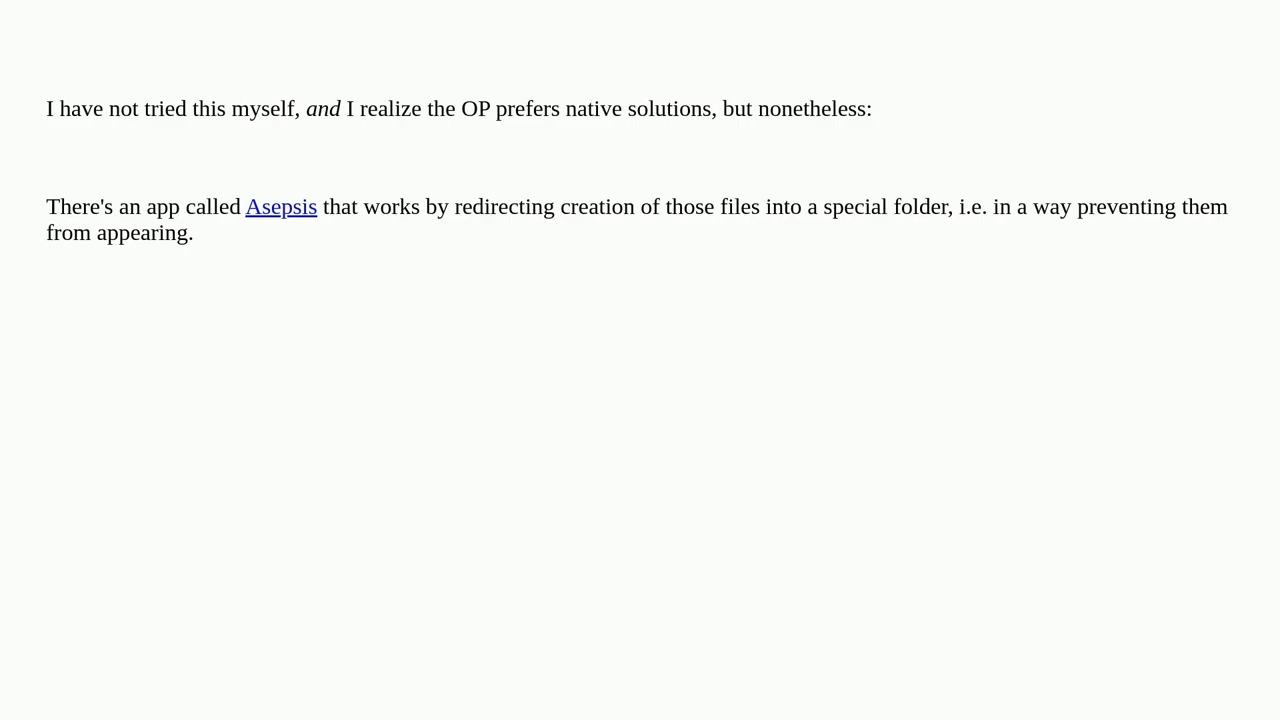 I have not tried this myself, and I realize the OP prefers native solutions, but nonetheless:
There's an app called Asepsis that works by redirecting creation of those files into a special folder, i.e. in a way preventing them
from appearing.